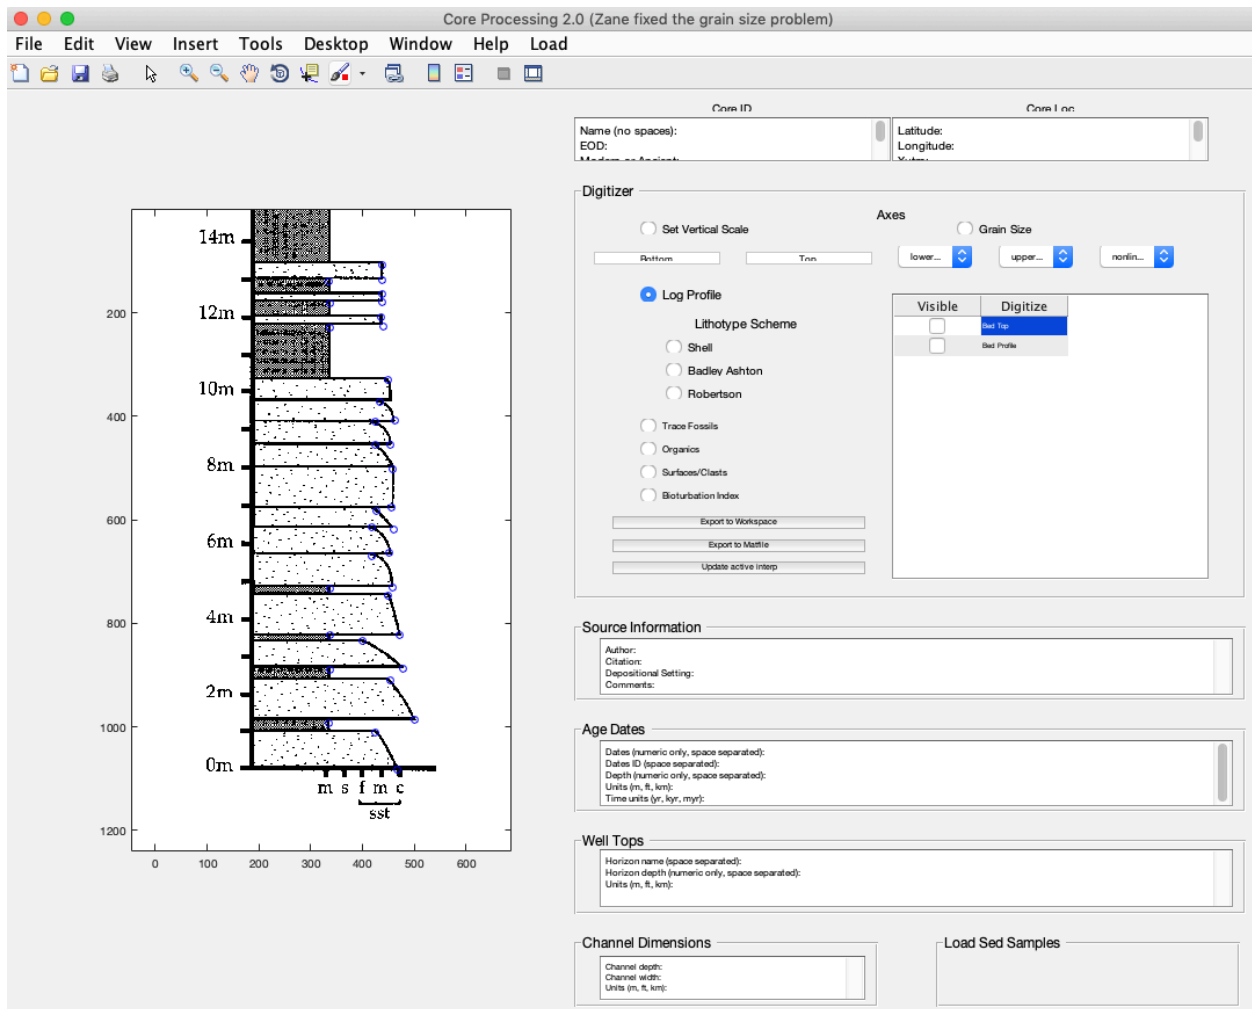 Core Processing 2.0 (Zane fixed the grain size problem)
File Edit View Insert Tools Desktop Window Help Load
Core ID
Core Loc
Name (no spaces):
EOD:
Modern or Ancient:
Latitude:
Longitude:
Xutm:
Digitizer
Axes
Set Vertical Scale
Grain Size
Bottom
Top
lower...
upper...
nonlin...
Log Profile
Lithotype Scheme
Shell
Badley Ashton
Robertson
Trace Fossils
Organics
Surfaces/Clasts
Bioturbation Index
Export to Workspace
Export to Matfile
Update active interp
Visible Digitize
Bed Top
Bed Profile
14m
12m
10m
8m
6m
4m
2m
0m
m s f m c
sst
200
400
600
800
1000
1200
0 100 200 300 400 500 600
Source Information
Author:
Citation:
Depositional Setting:
Comments:
Age Dates
Dates (numeric only, space separated):
Dates ID (space separated):
Depth (numeric only, space separated):
Units (m, ft, km):
Time units (yr, kyr, myr):
Well Tops
Horizon name (space separated):
Horizon depth (numeric only, space separated):
Units (m, ft, km):
Channel Dimensions
Channel depth:
Channel width:
Units (m, ft, km):
Load Sed Samples